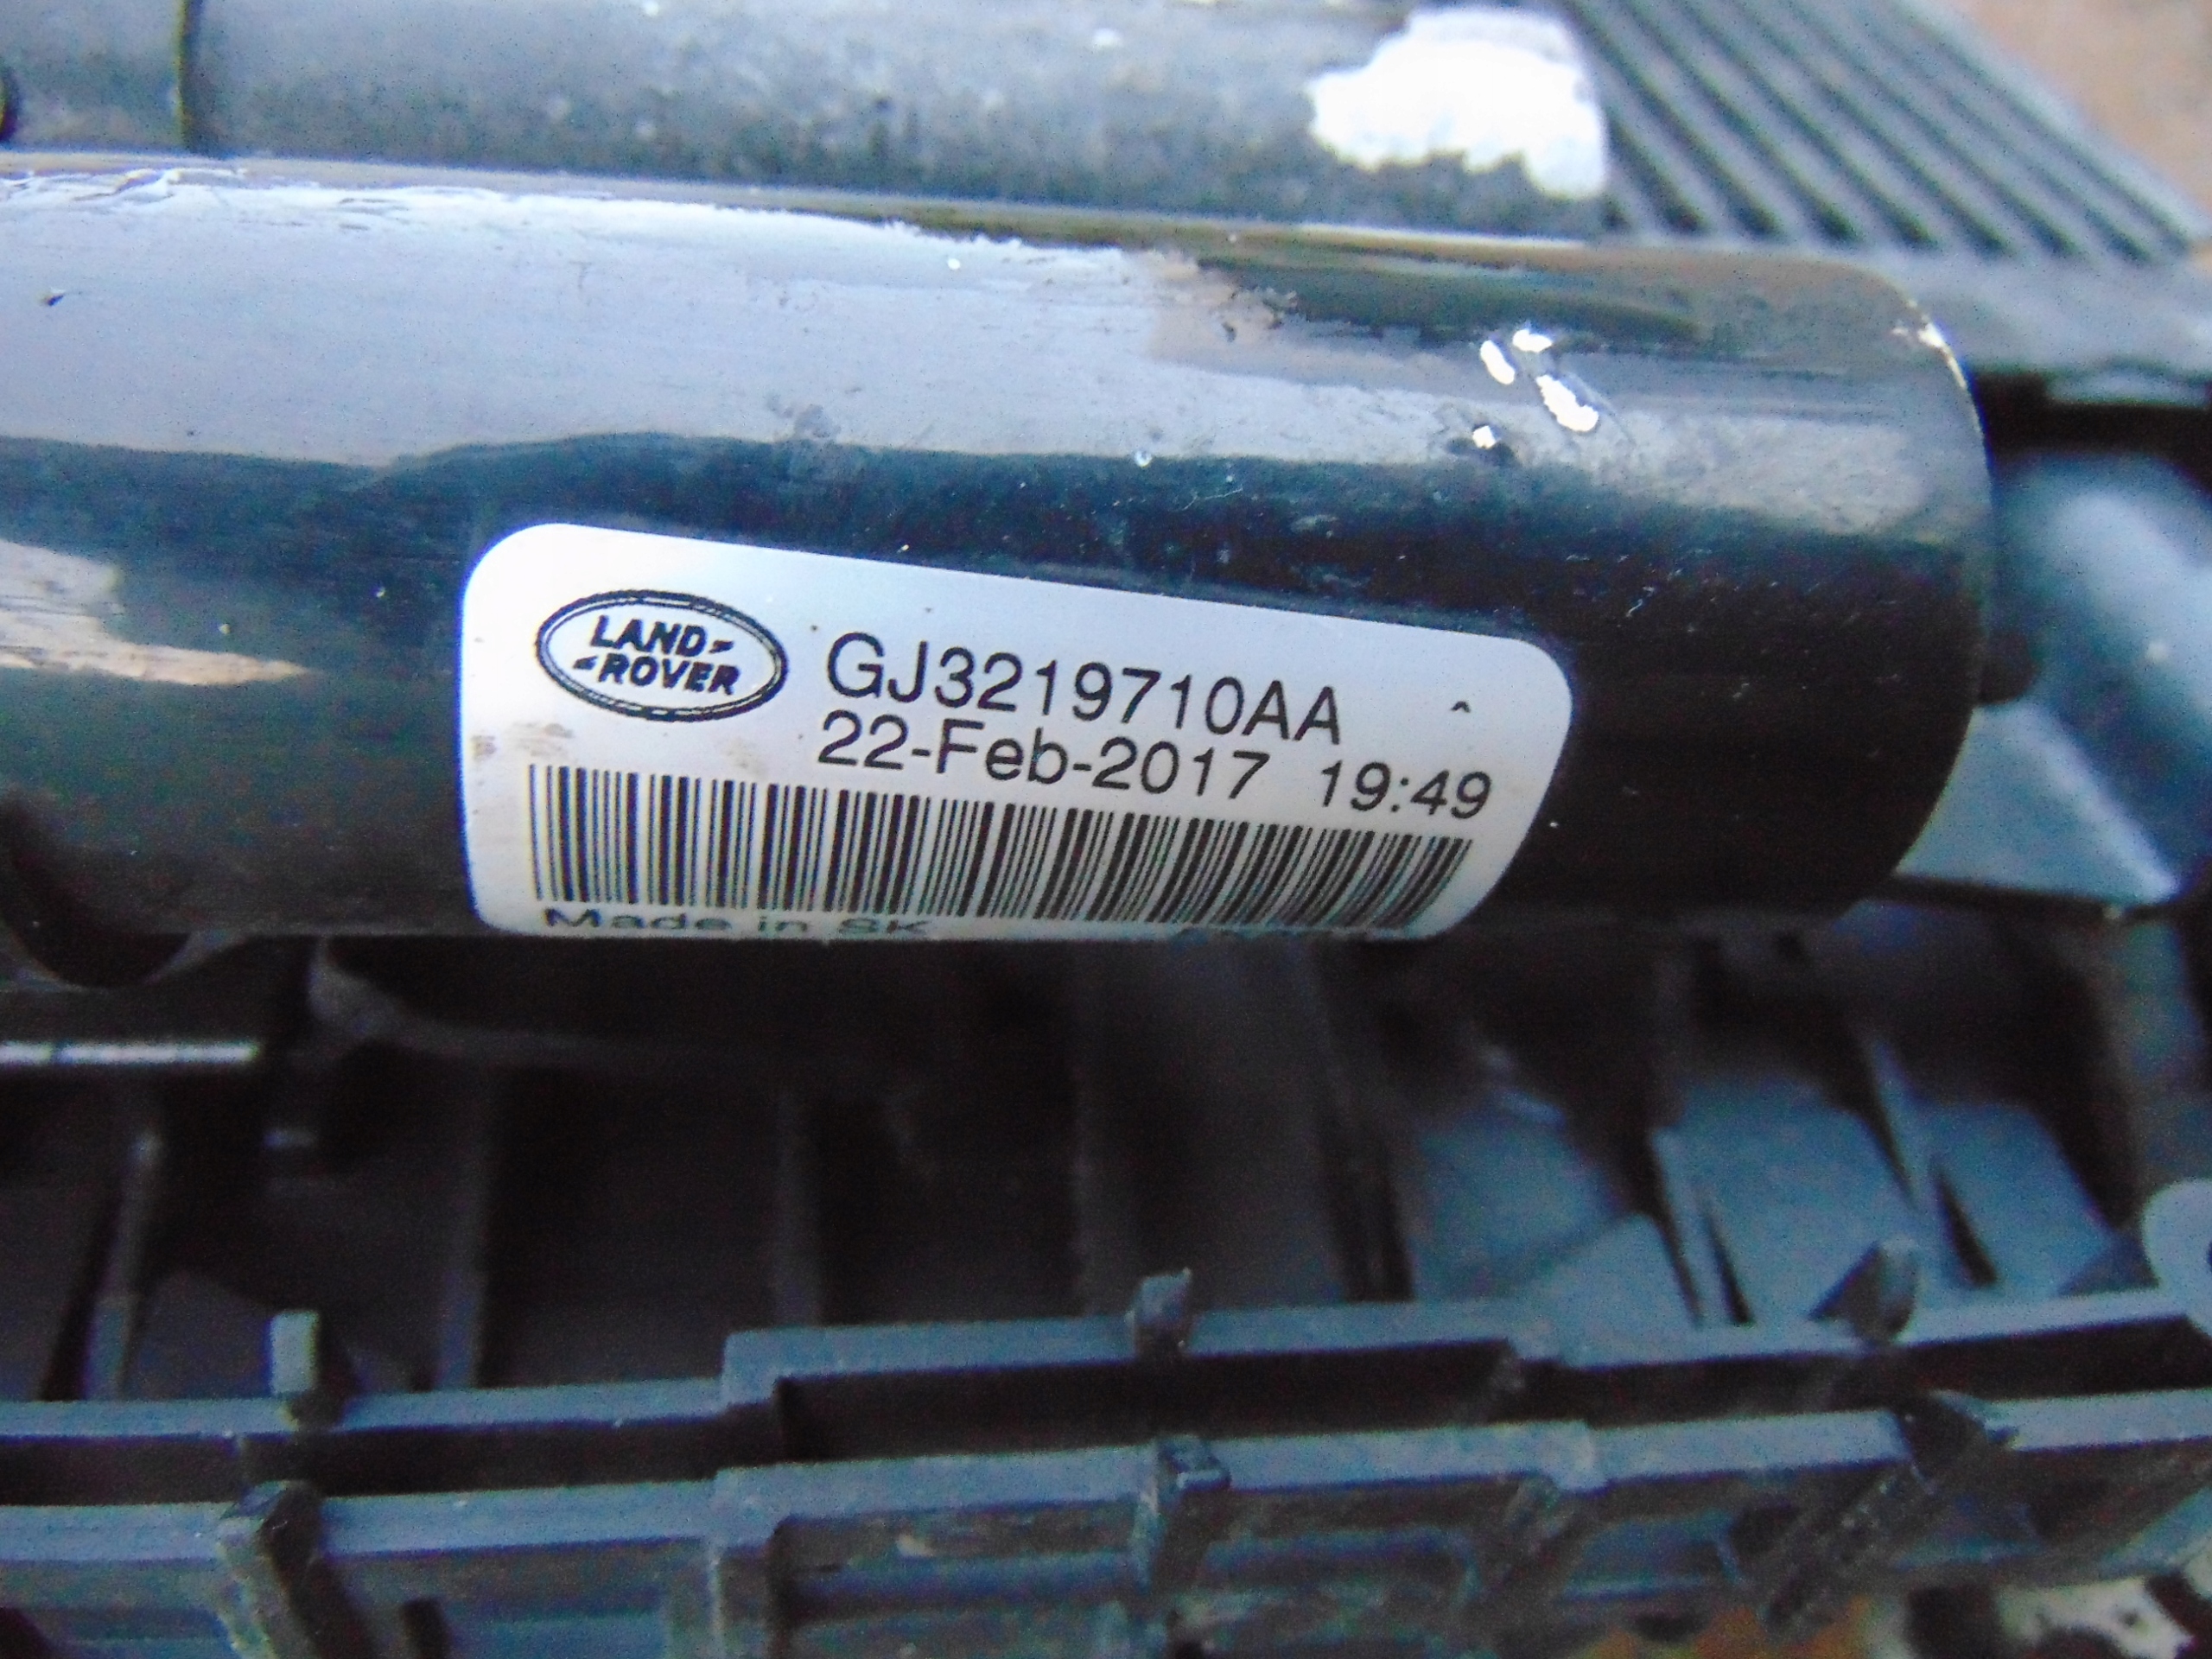 LAND-
-ROVER
GJ3219710AA
22-Feb-2017 19:49
Made in SK